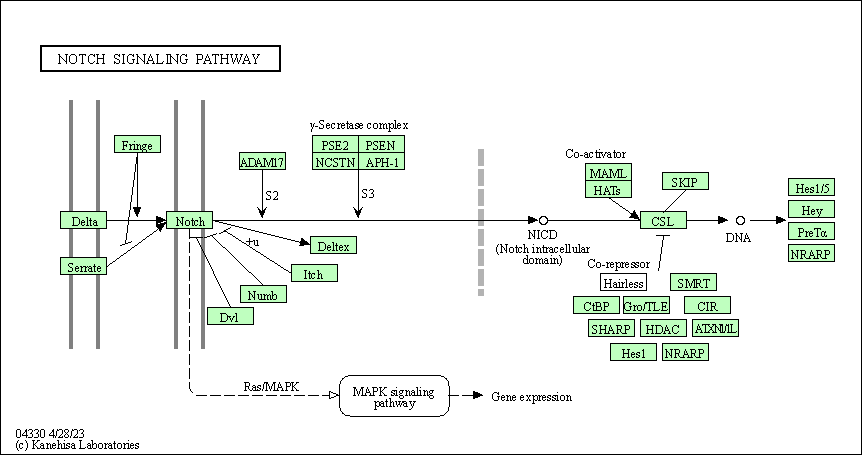 NOTCH SIGNALING PATHWAY
γ-Secretase complex
Fringe
PSE2
PSEN
ADAM17
NCSTN
APH-1
Co-activator
MAML
HATs
SKIP
Hes1/5
S2
S3
Delta
Notch
CSL
Hey
NICD
(Notch intracellular
domain)
DNA
PreTα
Deltex
+u
NRARP
Serrate
Itch
Co-repressor
Hairless
SMRT
Numb
CtBP
Gro/TLE
CIR
Dvl
SHARP
HDAC
ATXN1/1L
Hes1
NRARP
Ras/MAPK
MAPK signaling
pathway
Gene expression
04330 4/28/23
(c) Kanehisa Laboratories